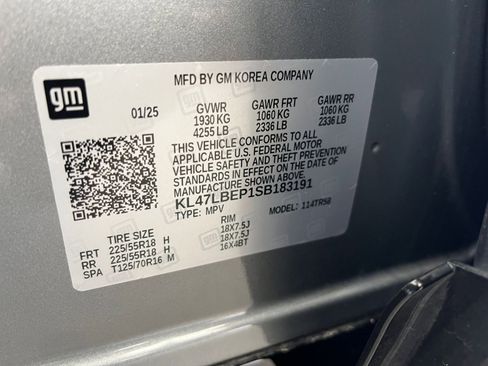 gm
MFD BY GM KOREA COMPANY
01/25 GVWR GAWR FRT GAWR RR
1930 KG 1060 KG 1060 KG
4255 LB 2336 LB 2336 LB
THIS VEHICLE CONFORMS TO ALL
APPLICABLE U.S. FEDERAL MOTOR
VEHICLE SAFETY AND THEFT PREVENTION
STANDARDS IN EFFECT ON THE DATE OF
MANUFACTURE SHOWN ABOVE.
KL47LBEP1SB183191
TYPE: MPV MODEL: 114TR58
TIRE SIZE RIM
FRT 225/55R18 H 18X7.5J
RR 225/55R18 H 18X7.5J
SPA T125/70R16 M 16X4BT